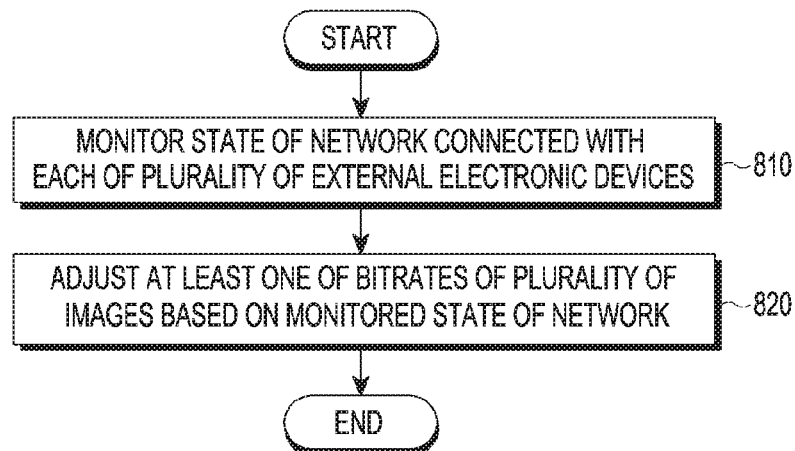 START
MONITOR STATE OF NETWORK CONNECTED WITH
EACH OF PLURALITY OF EXTERNAL ELECTRONIC DEVICES
810
ADJUST AT LEAST ONE OF BITRATES OF PLURALITY OF
IMAGES BASED ON MONITORED STATE OF NETWORK
820
END